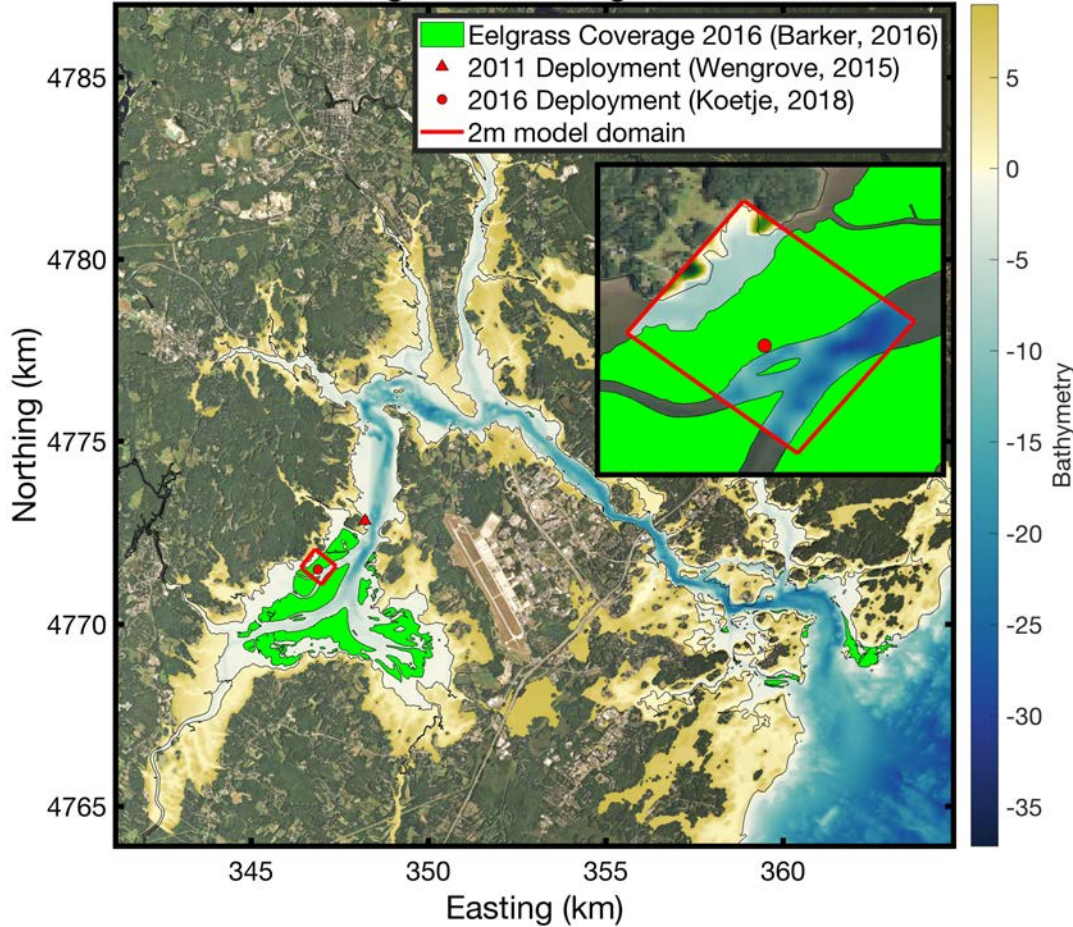 Eelgrass Coverage 2016 (Barker, 2016)
2011 Deployment (Wengrove, 2015)
2016 Deployment (Koetje, 2018)
2m model domain
4785
4780
4775
4770
4765
Northing (km)
345
350
355
360
Easting (km)
5
0
-5
-10
-15
-20
-25
-30
-35
Bathymetry